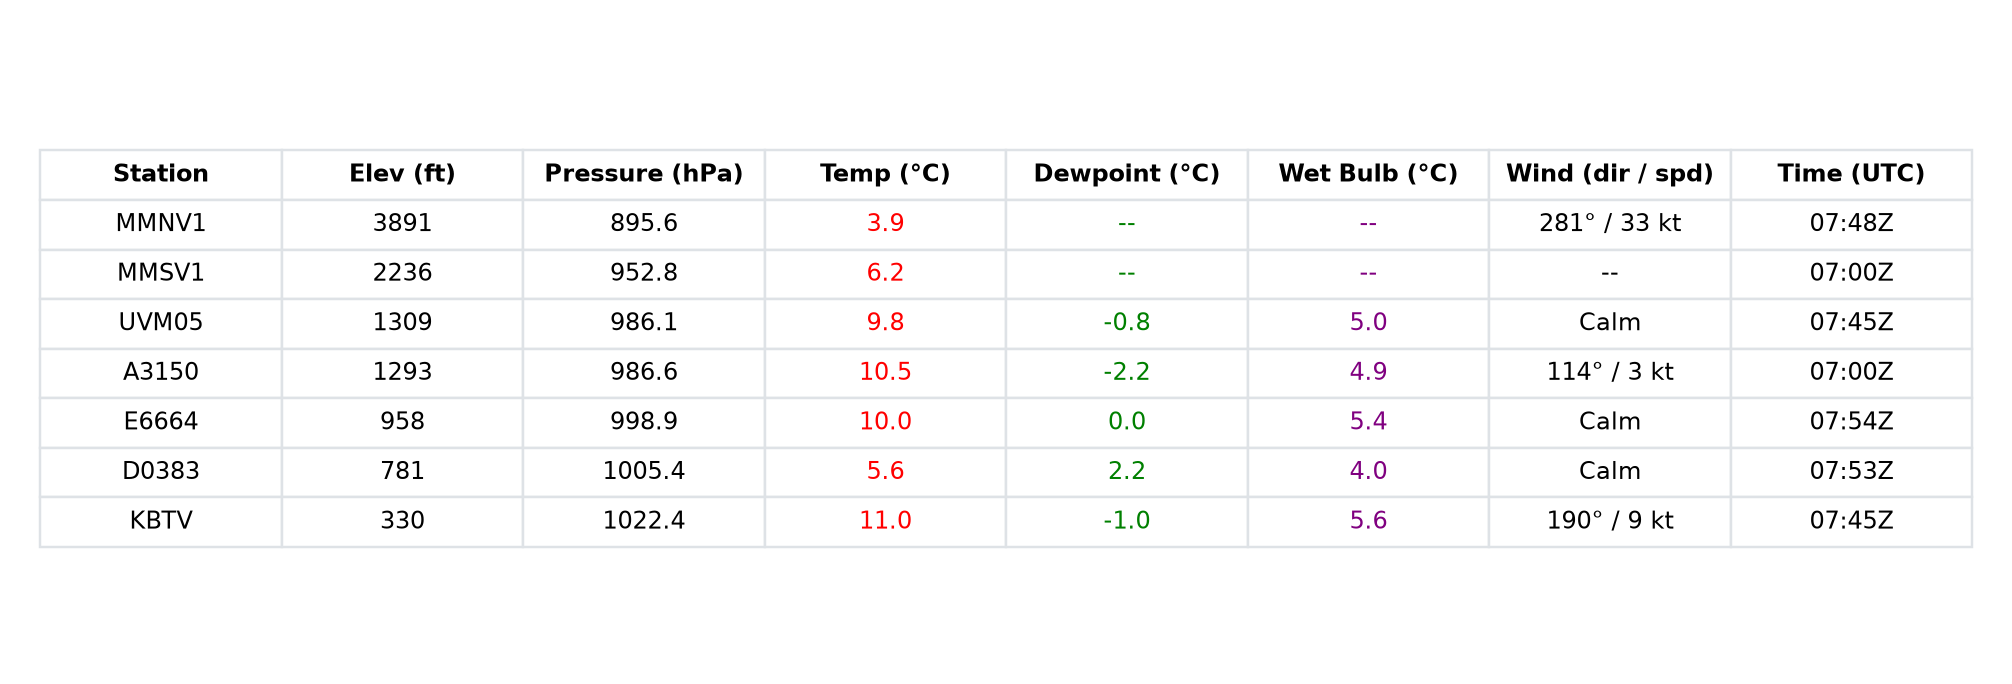 Station Elev (ft) Pressure (hPa) Temp (°C) Dewpoint (°C) Wet Bulb (°C) Wind (dir / spd) Time (UTC)
MMNV1 3891 895.6 3.9 -- -- 281° / 33 kt 07:48Z
MMSV1 2236 952.8 6.2 -- -- -- 07:00Z
UVM05 1309 986.1 9.8 -0.8 5.0 Calm 07:45Z
A3150 1293 986.6 10.5 -2.2 4.9 114° / 3 kt 07:00Z
E6664 958 998.9 10.0 0.0 5.4 Calm 07:54Z
D0383 781 1005.4 5.6 2.2 4.0 Calm 07:53Z
KBTV 330 1022.4 11.0 -1.0 5.6 190° / 9 kt 07:45Z